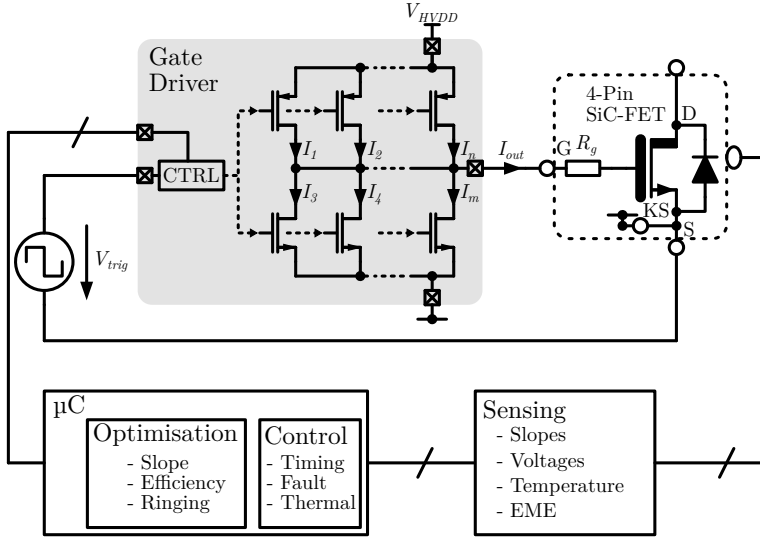 V_HVDD
Gate
Driver
4-Pin
SiC-FET
D
I_1
I_2
I_n
I_out
G
R_g
CTRL
I_3
I_4
I_m
KS
S
V_trig
µC
Optimisation
- Slope
- Efficiency
- Ringing
Control
- Timing
- Fault
- Thermal
Sensing
- Slopes
- Voltages
- Temperature
- EME